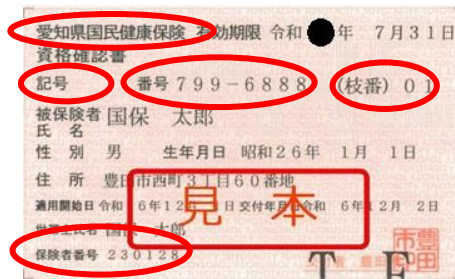 愛知県国民健康保険 有効期限 令和 年 7月31日
資格確認書
記号 番号 799-6888 (枝番) 01
被保険者 国保 太郎
氏 名
性 別 男 生年月日 昭和26年 1月 1日
住 所 豊田市西町3丁目60番地
適用開始日 令和 6年12月 2日 交付年月日 令和 6年12月 2日
世帯主氏名 国保 太郎
保険者番号 230128
見本